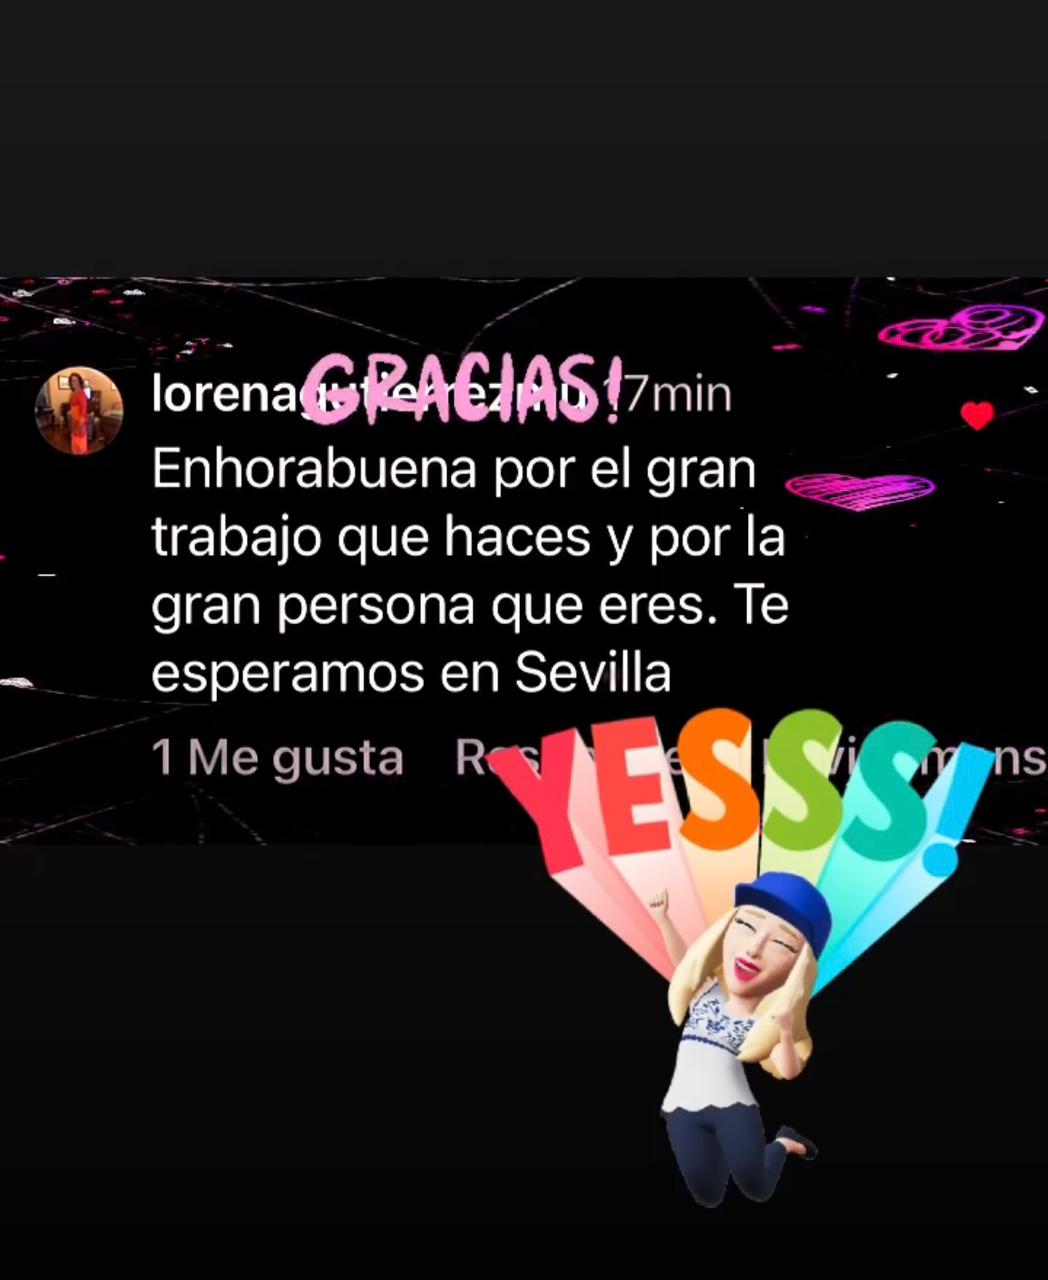 GRACIAS!
17min
Enhorabuena por el gran
trabajo que haces y por la
gran persona que eres. Te
esperamos en Sevilla
1 Me gusta
YESSS!